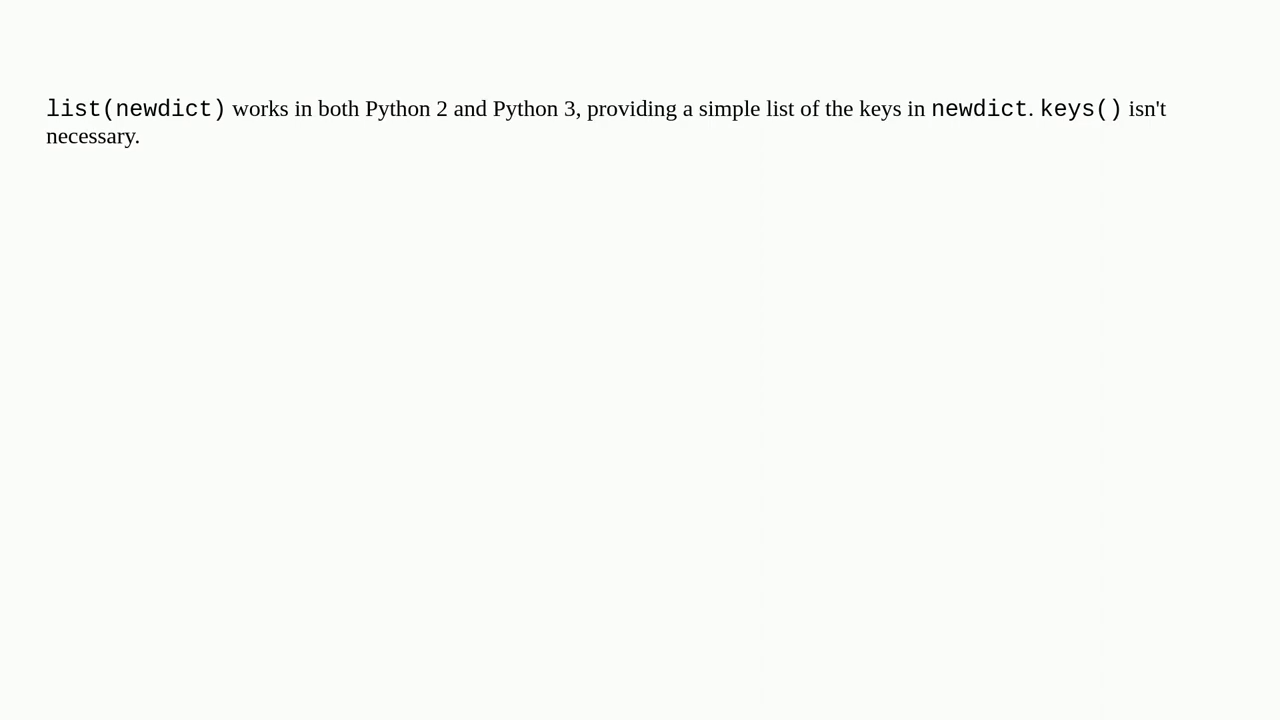 list(newdict) works in both Python 2 and Python 3, providing a simple list of the keys in newdict. keys() isn't
necessary.